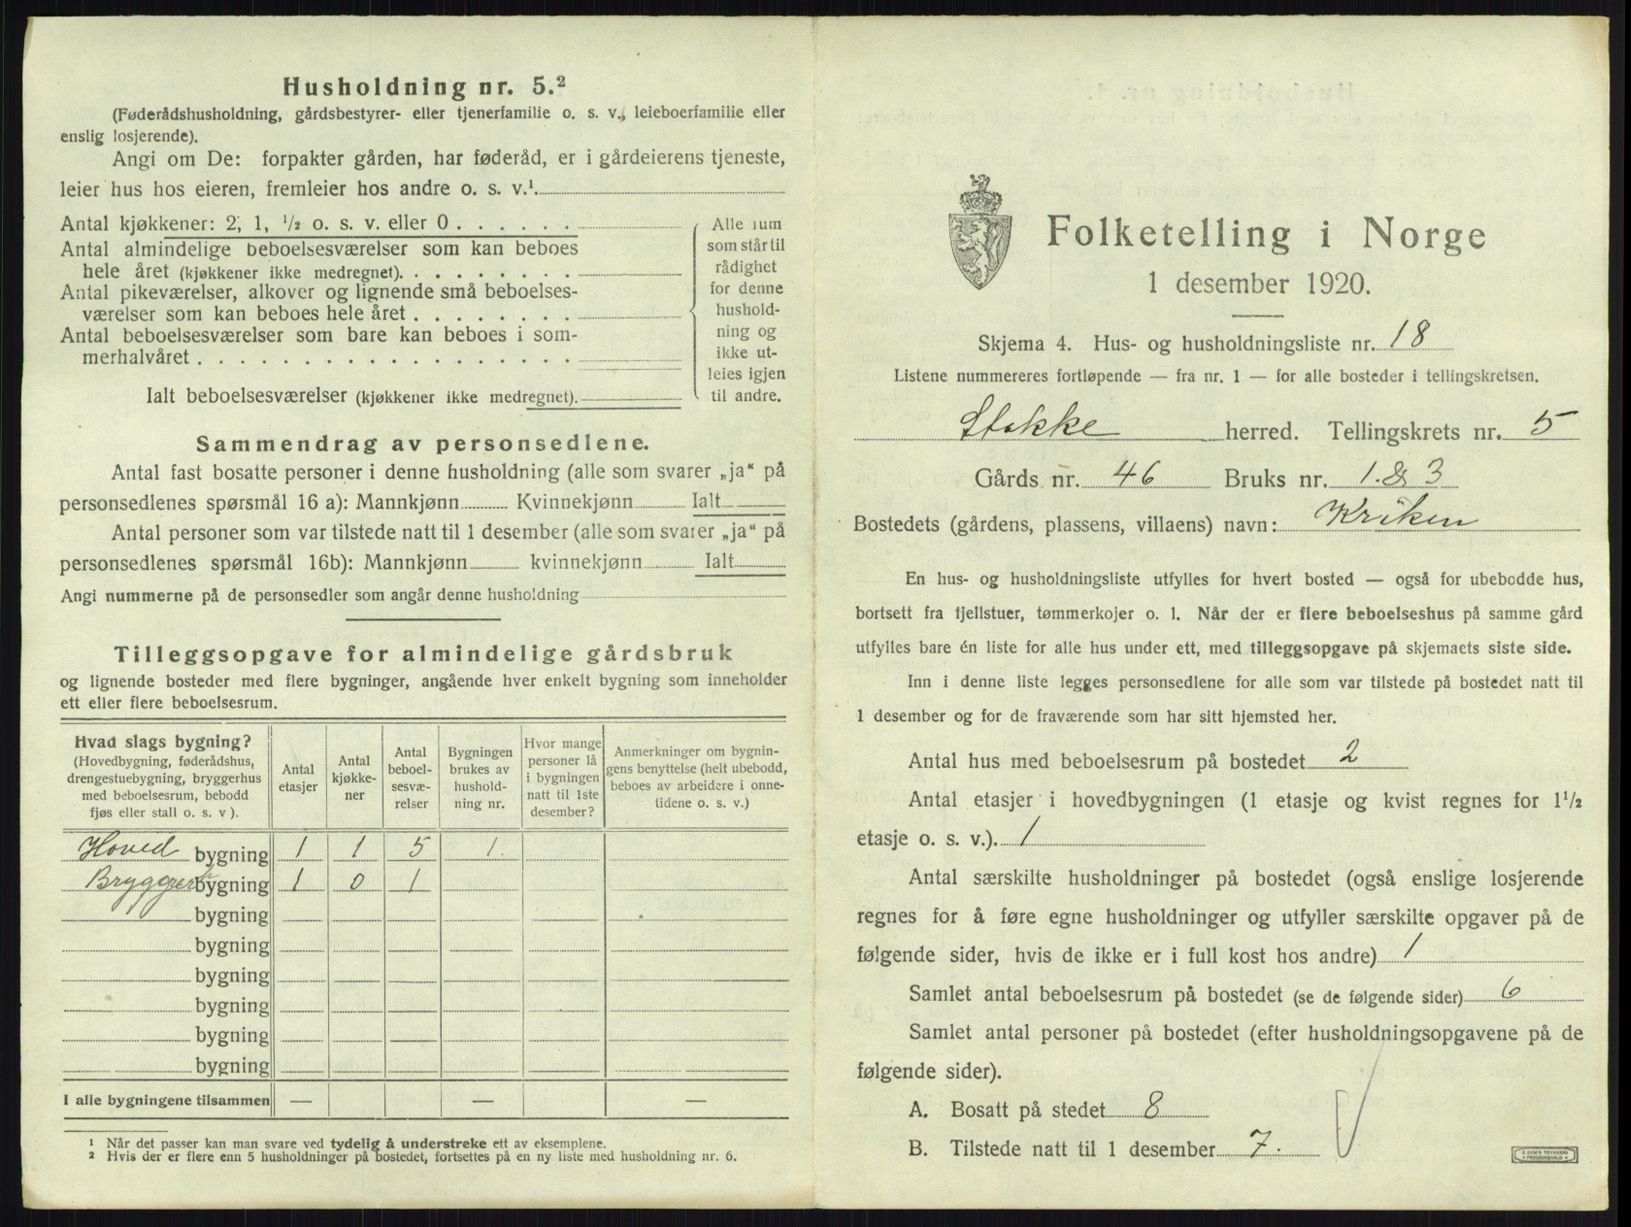 Husholdning nr. 5.²
(Føderådshusholdning, gårdsbestyrer- eller tjenerfamilie o. s. v., leieboerfamilie eller
enslig losjerende).
Angi om De: forpakter gården, har føderåd, er i gårdeierens tjeneste,
leier hus hos eieren, fremleier hos andre o. s. v.¹
Antal kjøkkener: 2, 1, ½ o. s. v. eller 0
Antal almindelige beboelsesværelser som kan beboes
hele året (kjøkkener ikke medregnet).
Antal pikeværelser, alkover og lignende små beboelses-
værelser som kan beboes hele året
Antal beboelsesværelser som bare kan beboes i som-
merhalvåret
Ialt beboelsesværelser (kjøkkener ikke medregnet).
Alle rum
som står til
rådighet
for denne
hushold-
ning og
ikke ut-
leies igjen
til andre.
Sammendrag av personsedlene.
Antal fast bosatte personer i denne husholdning (alle som svarer „ja“ på
personsedlenes spørsmål 16 a): Mannkjønn Kvinnekjønn Ialt
Antal personer som var tilstede natt til 1 desember (alle som svarer „ja“ på
personsedlenes spørsmål 16b): Mannkjønn kvinnekjønn Ialt
Angi nummerne på de personsedler som angår denne husholdning
Tilleggsopgave for almindelige gårdsbruk
og lignende bosteder med flere bygninger, angående hver enkelt bygning som inneholder
ett eller flere beboelsesrum.
Hvad slags bygning?
(Hovedbygning, føderådshus,
drengestuebygning, bryggerhus
med beboelsesrum, bebodd
fjøs eller stall o. s. v ).
Antal
etasjer
Antal
kjøkke-
ner
Antal
beboel-
sesvæ-
relser
Bygningen
brukes av
hushold-
ning nr.
Hvor mange
personer lå
i bygningen
natt til 1ste
desember?
Anmerkninger om bygnin-
gens benyttelse (helt ubebodd,
beboes av arbeidere i onne-
tidene o. s. v.)
Hoved bygning 1 1 5 1.
bygning 1 0 1
bygning
bygning
bygning
bygning
bygning
bygning
I alle bygningene tilsammen — — —
¹ Når det passer kan man svare ved tydelig å understreke ett av eksemplene.
² Hvis der er flere enn 5 husholdninger på bostedet, fortsettes på en ny liste med husholdning nr. 6.
Folketelling i Norge
1 desember 1920.
Skjema 4. Hus- og husholdningsliste nr. 18
Listene nummereres fortløpende — fra nr. 1 — for alle bosteder i tellingskretsen.
Stokke herred. Tellingskrets nr. 5
Gårds nr. 46 Bruks nr. 1. & 3
Bostedets (gårdens, plassens, villaens) navn: Kriken
En hus- og husholdningsliste utfylles for hvert bosted — også for ubebodde hus,
bortsett fra fjellstuer, tømmerkojer o. l. Når der er flere beboelseshus på samme gård
utfylles bare én liste for alle hus under ett, med tilleggsopgave på skjemaets siste side.
Inn i denne liste legges personsedlene for alle som var tilstede på bostedet natt til
1 desember og for de fraværende som har sitt hjemsted her.
Antal hus med beboelsesrum på bostedet 2
Antal etasjer i hovedbygningen (1 etasje og kvist regnes for 1½
etasje o. s. v.). 1
Antal særskilte husholdninger på bostedet (også enslige losjerende
regnes for å føre egne husholdninger og utfyller særskilte opgaver på de
følgende sider, hvis de ikke er i full kost hos andre) 1
Samlet antal beboelsesrum på bostedet (se de følgende sider) 6
Samlet antal personer på bostedet (efter husholdningsopgavene på de
følgende sider).
A. Bosatt på stedet 8
B. Tilstede natt til 1 desember 7.